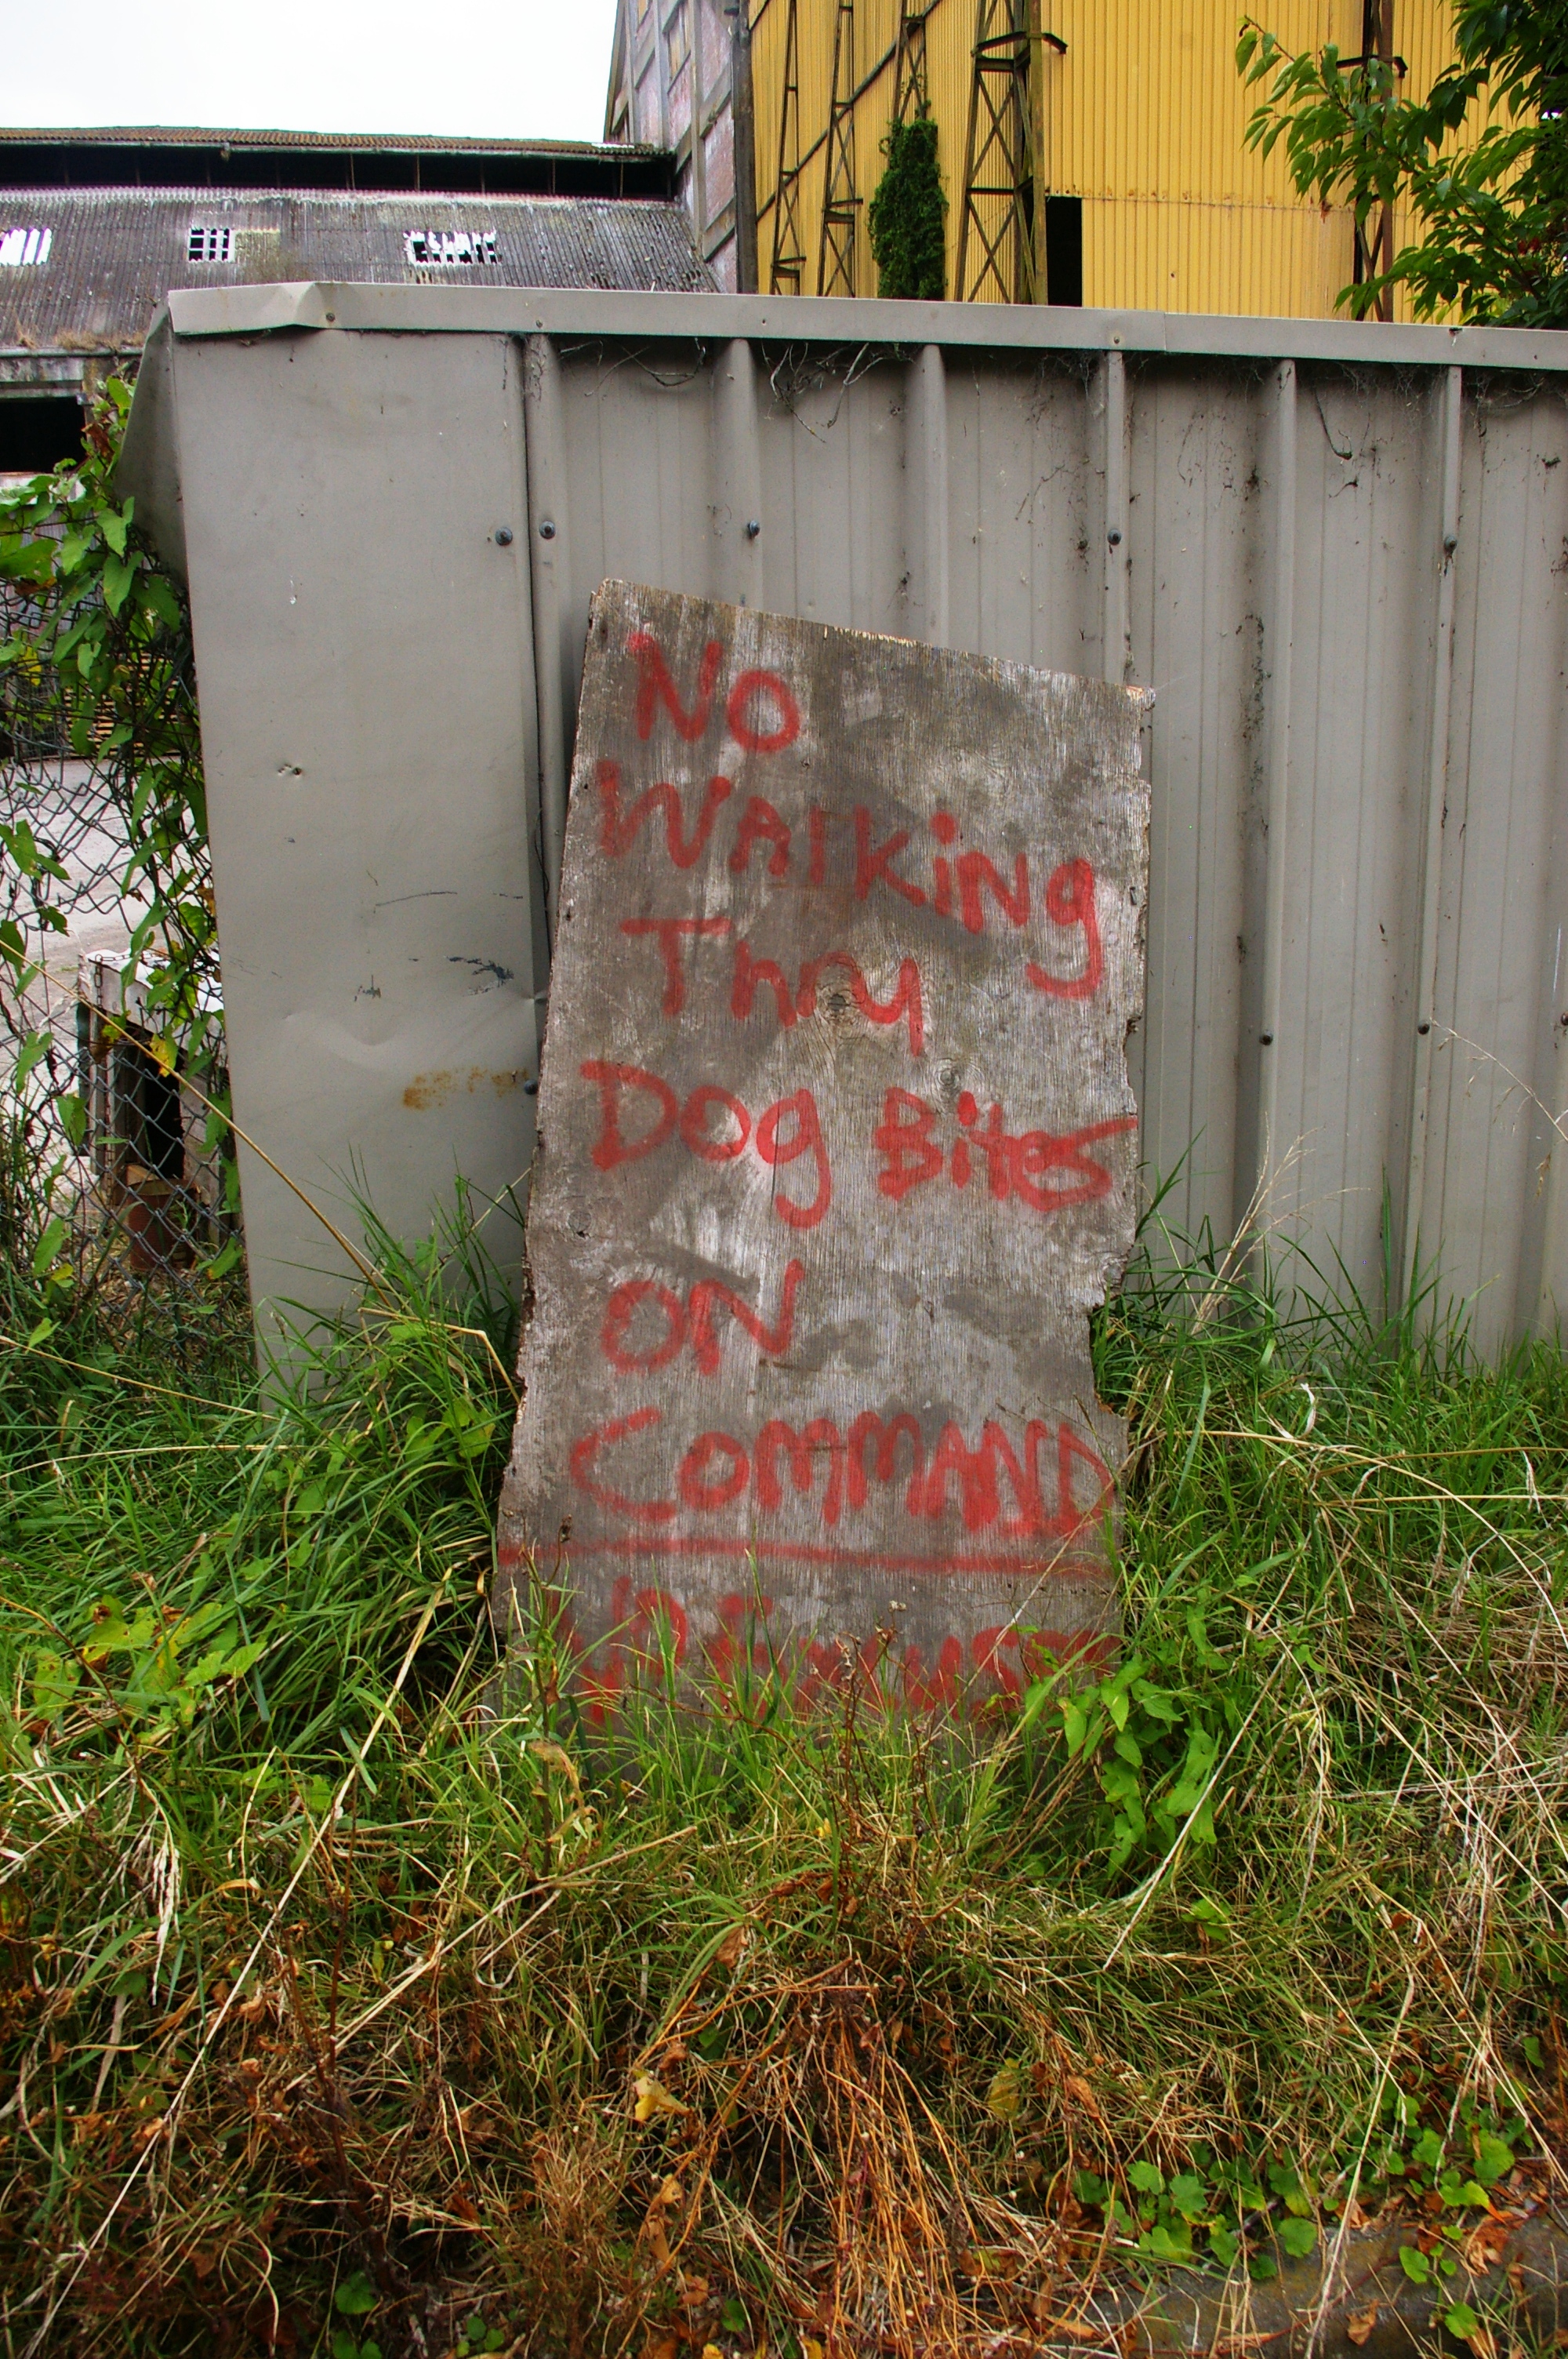 No
WAlKiNg
Thru
Dog Bites
ON
COMMAND